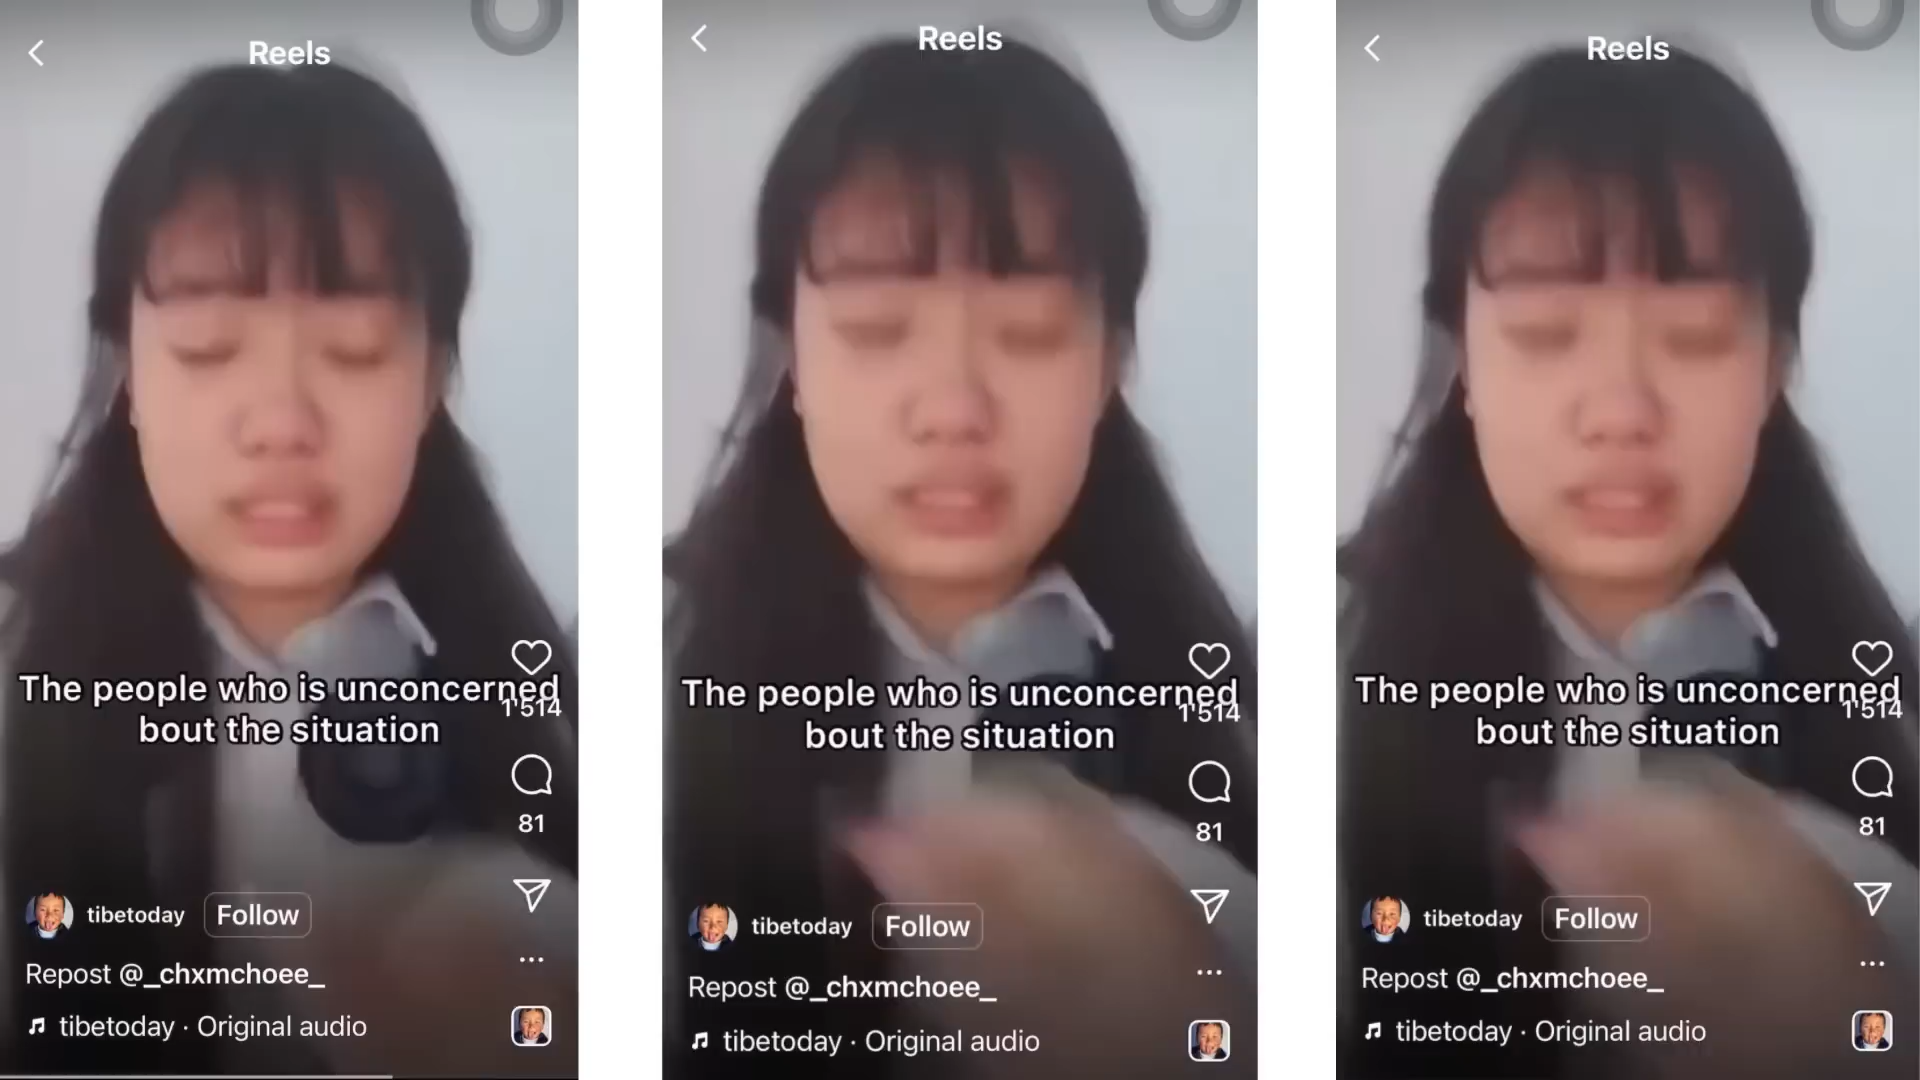 Reels
The people who is unconcerned
bout the situation
1'514
81
tibetoday Follow
...
Repost @_chxmchoee_
tibetoday · Original audio
Reels
The people who is unconcerned
bout the situation
1'514
81
tibetoday Follow
...
Repost @_chxmchoee_
tibetoday · Original audio
Reels
The people who is unconcerned
bout the situation
1'514
81
tibetoday Follow
...
Repost @_chxmchoee_
tibetoday · Original audio